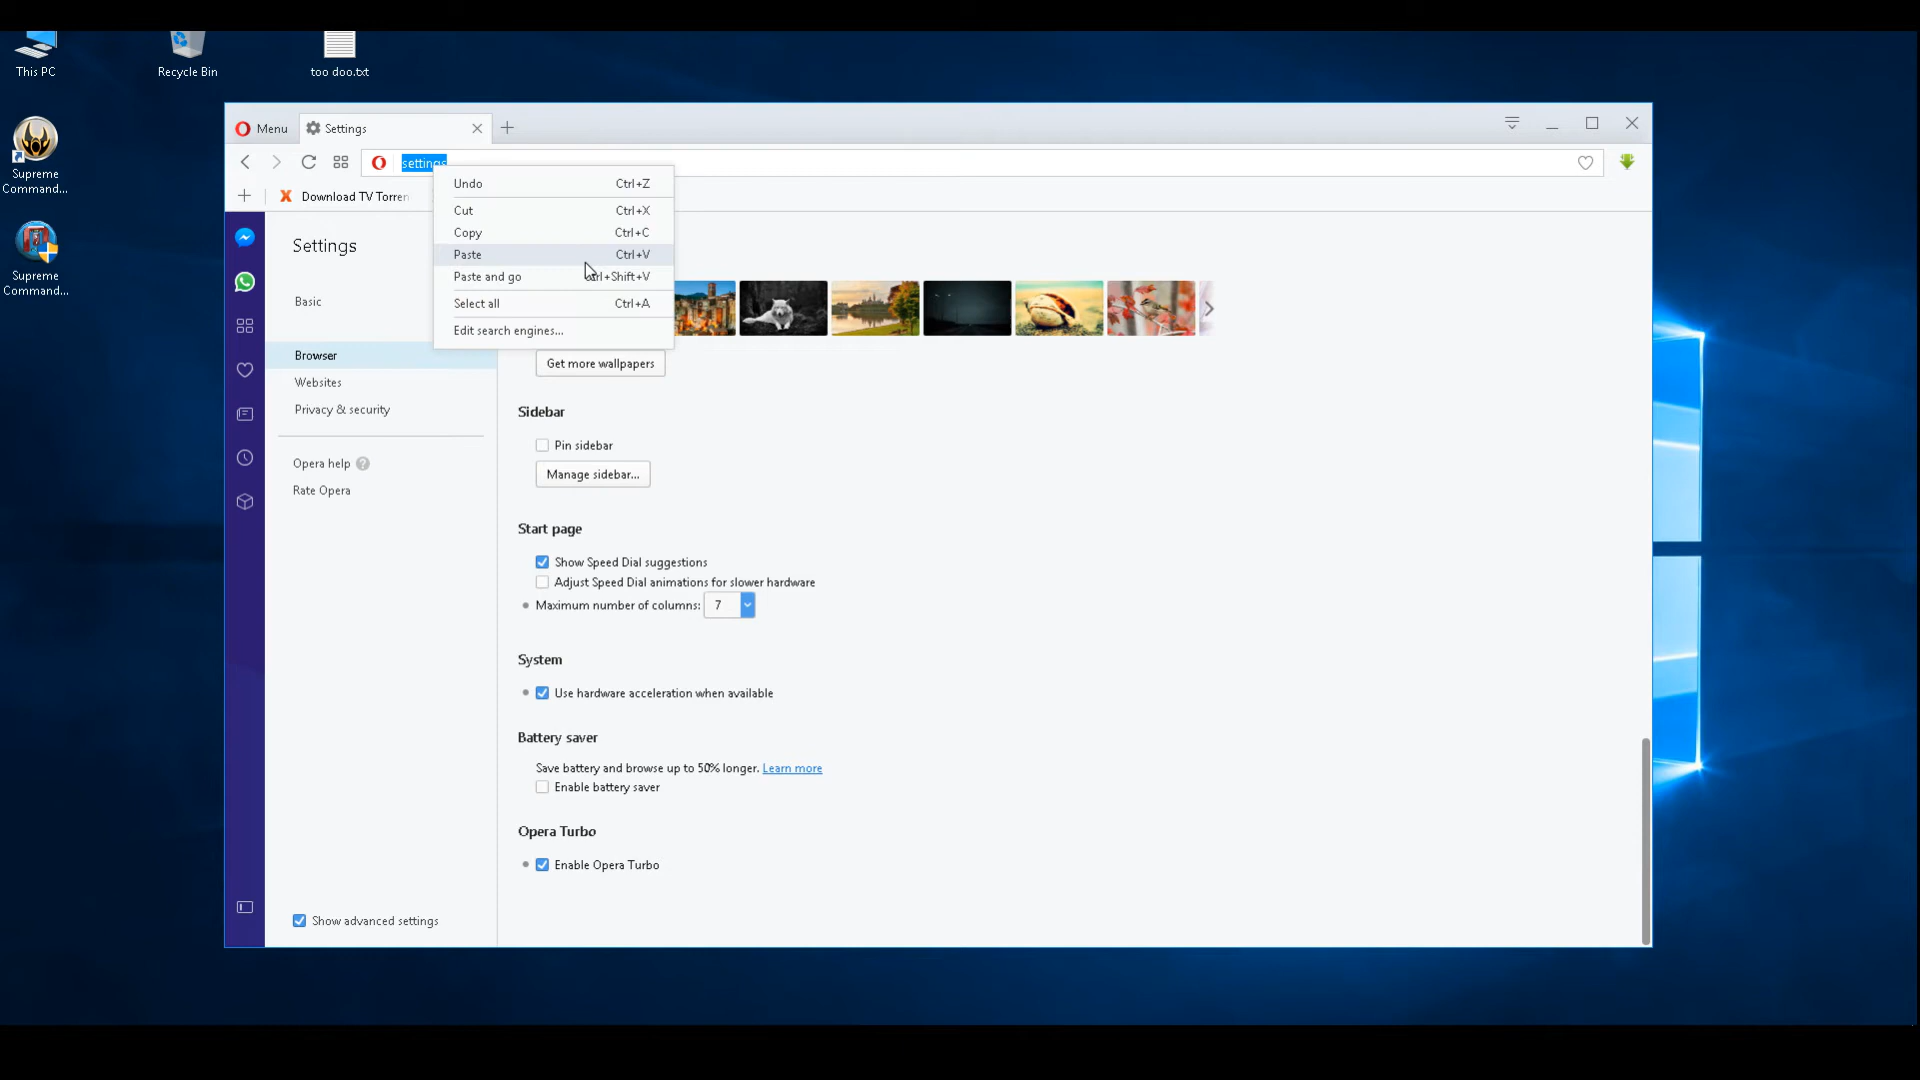 This PC
Recycle Bin
too doo.txt
Supreme
Command...
Supreme
Command...
Menu
Settings
settings
Download TV Torren
Undo Ctrl+Z
Cut Ctrl+X
Copy Ctrl+C
Paste Ctrl+V
Paste and go Ctrl+Shift+V
Select all Ctrl+A
Edit search engines...
Settings
Basic
Browser
Websites
Privacy & security
Opera help ?
Rate Opera
Show advanced settings
Get more wallpapers
Sidebar
Pin sidebar
Manage sidebar...
Start page
Show Speed Dial suggestions
Adjust Speed Dial animations for slower hardware
Maximum number of columns: 7
System
Use hardware acceleration when available
Battery saver
Save battery and browse up to 50% longer. Learn more
Enable battery saver
Opera Turbo
Enable Opera Turbo